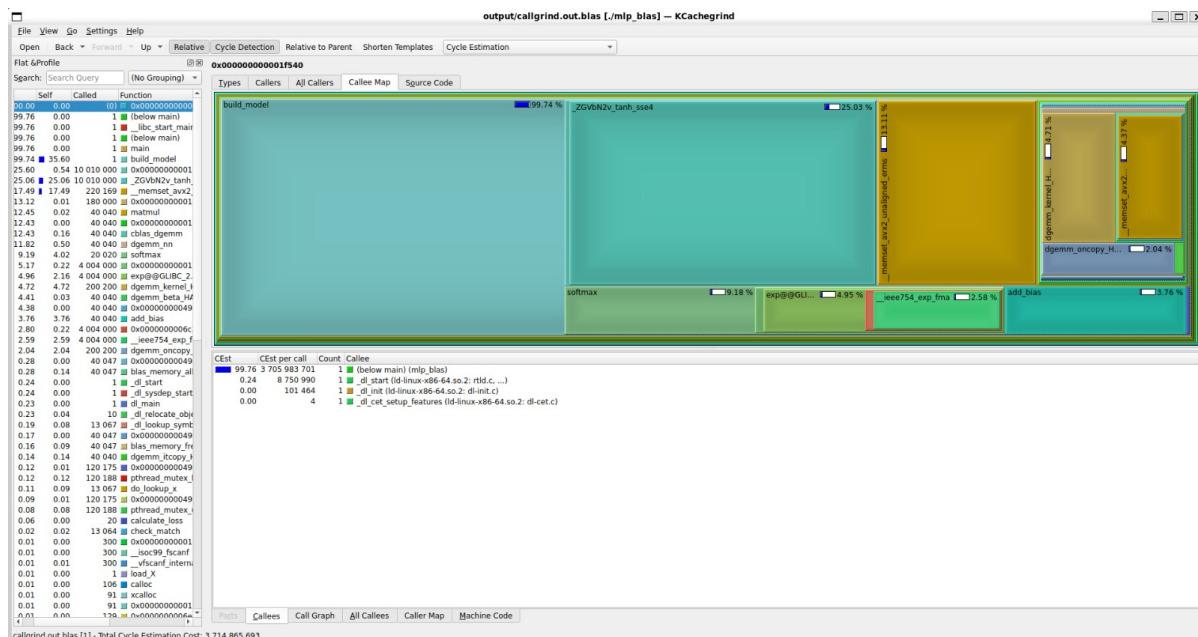 output/callgrind.out.blas [./mlp_blas] — KCachegrind
File View Go Settings Help
Open Back Forward Up Relative Cycle Detection Relative to Parent Shorten Templates Cycle Estimation
Flat &Profile
Search: Search Query (No Grouping)
0x000000000001f540
Types Callers All Callers Callee Map Source Code
Self Called Function
00.00 0.00 (0) 0x0000000000
99.76 0.00 1 (below main)
99.76 0.00 1 __libc_start_main
99.76 0.00 1 (below main)
99.76 0.00 1 main
99.74 35.60 1 build_model
25.60 0.54 10 010 000 0x00000000001
25.06 25.06 10 010 000 _ZGVbN2v_tanh_
17.49 17.49 220 169 __memset_avx2_
13.12 0.01 180 000 0x00000000001
12.45 0.02 40 040 matmul
12.43 0.00 40 040 0x00000000001
12.43 0.16 40 040 cblas_dgemm
11.82 0.50 40 040 dgemm_nn
9.19 4.02 20 020 softmax
5.17 0.22 4 004 000 0x00000000001
4.96 2.16 4 004 000 exp@@GLIBC_2.
4.72 4.72 200 200 dgemm_kernel_H
4.41 0.03 40 040 dgemm_beta_HA
4.38 0.00 40 040 0x00000000049
3.76 3.76 40 040 add_bias
2.80 0.22 4 004 000 0x0000000006c
2.59 2.59 4 004 000 __ieee754_exp_f
2.04 2.04 200 200 dgemm_oncopy_
0.28 0.00 40 047 0x00000000049
0.28 0.14 40 047 blas_memory_all
0.24 0.00 1 _dl_start
0.24 0.00 1 _dl_sysdep_start
0.23 0.00 1 dl_main
0.23 0.04 10 _dl_relocate_obje
0.19 0.08 13 067 _dl_lookup_symb
0.17 0.00 40 047 0x00000000049
0.16 0.09 40 047 blas_memory_fre
0.14 0.14 40 040 dgemm_itcopy_H
0.12 0.01 120 175 0x00000000049
0.12 0.12 120 188 pthread_mutex_l
0.11 0.09 13 067 do_lookup_x
0.09 0.01 120 175 0x00000000049
0.08 0.08 120 188 pthread_mutex_u
0.06 0.00 20 calculate_loss
0.02 0.02 13 064 check_match
0.01 0.00 300 0x00000000001
0.01 0.00 300 __isoc99_fscanf
0.01 0.01 300 __vfscanf_interna
0.01 0.00 1 load_X
0.01 0.00 106 calloc
0.01 0.00 91 xcalloc
0.01 0.00 91 0x00000000001
0.01 0.00 129 0x0000000006
build_model 99.74 %
_ZGVbN2v_tanh_sse4 25.03 %
__memset_avx2_unaligned_erms 13.11 %
dgemm_kernel_H... 4.71 %
__memset_avx2... 4.37 %
dgemm_oncopy_H... 2.04 %
softmax 9.18 %
exp@@GLI... 4.95 %
__ieee754_exp_fma 2.58 %
add_bias 3.76 %
CEst CEst per call Count Callee
99.76 3 705 983 701 1 (below main) (mlp_blas)
0.24 8 750 990 1 _dl_start (ld-linux-x86-64.so.2: rtld.c, ...)
0.00 101 464 1 _dl_init (ld-linux-x86-64.so.2: dl-init.c)
0.00 4 1 _dl_cet_setup_features (ld-linux-x86-64.so.2: dl-cet.c)
Parts Callees Call Graph All Callees Caller Map Machine Code
callgrind.out.blas [1] - Total Cycle Estimation Cost: 3 714 865 693